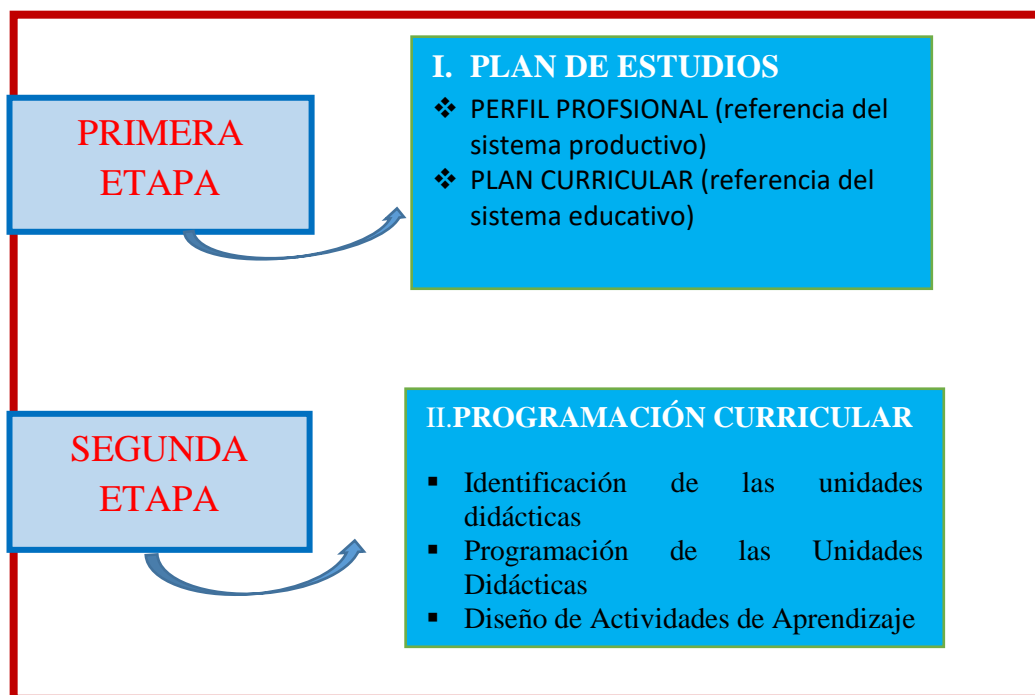 PRIMERA
ETAPA
I. PLAN DE ESTUDIOS
❖ PERFIL PROFSIONAL (referencia del
sistema productivo)
❖ PLAN CURRICULAR (referencia del
sistema educativo)
SEGUNDA
ETAPA
II.PROGRAMACIÓN CURRICULAR
▪ Identificación de las unidades
didácticas
▪ Programación de las Unidades
Didácticas
▪ Diseño de Actividades de Aprendizaje